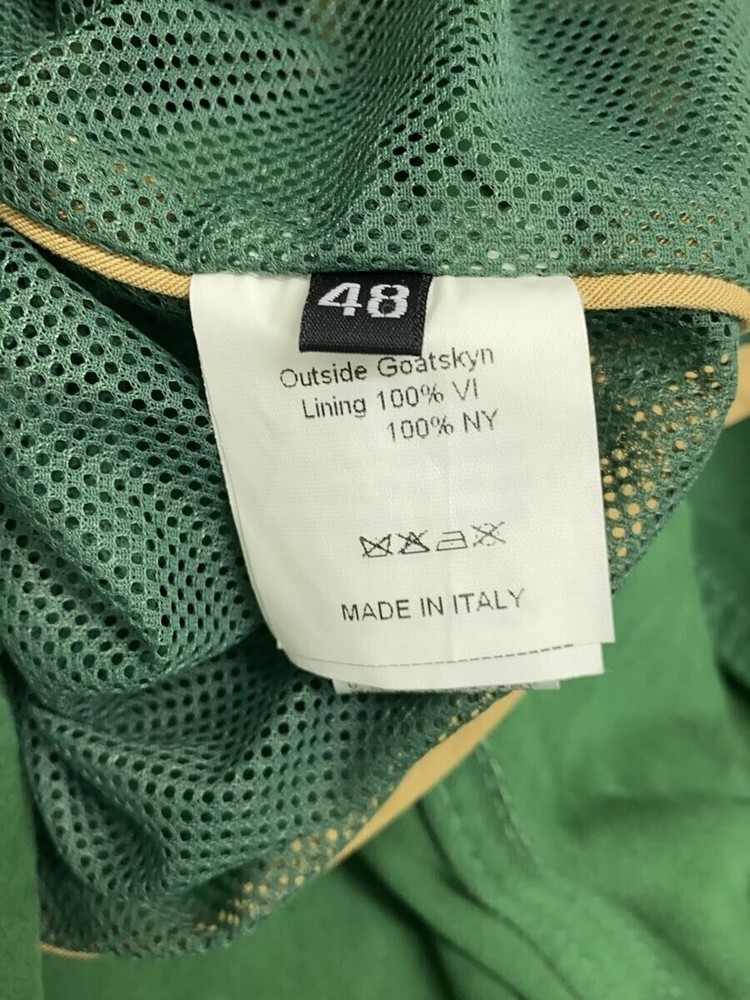 48
Outside Goatskyn
Lining 100% VI
100% NY
MADE IN ITALY